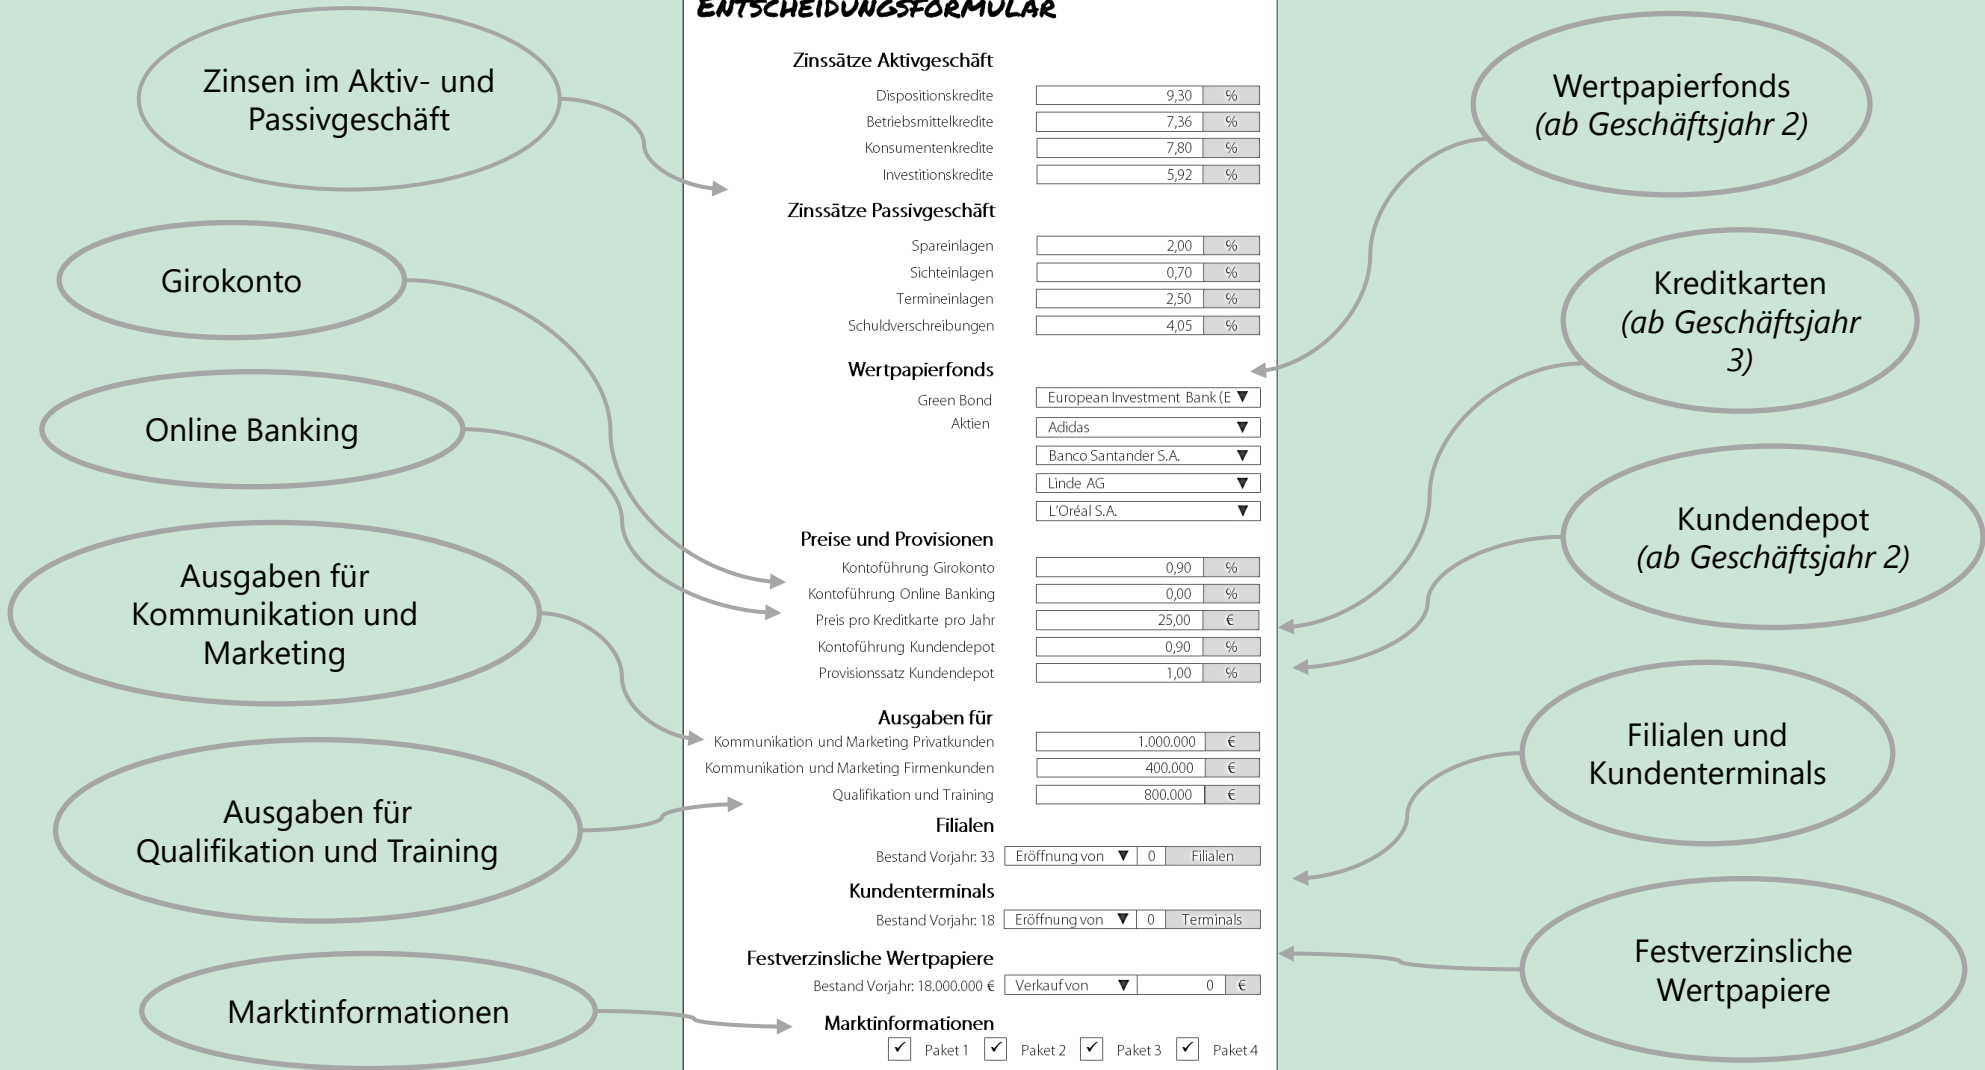 ENTSCHEIDUNGSFORMULAR
Zinsen im Aktiv- und
Passivgeschäft
Girokonto
Online Banking
Ausgaben für
Kommunikation und
Marketing
Ausgaben für
Qualifikation und Training
Marktinformationen
Zinssätze Aktivgeschäft
Dispositionskredite 9,30 %
Betriebsmittelkredite 7,36 %
Konsumentenkredite 7,80 %
Investitionskredite 5,92 %
Zinssätze Passivgeschäft
Spareinlagen 2,00 %
Sichteinlagen 0,70 %
Termineinlagen 2,50 %
Schuldverschreibungen 4,05 %
Wertpapierfonds
Green Bond European Investment Bank (E ▼
Aktien Adidas ▼
Banco Santander S.A. ▼
Linde AG ▼
L'Oréal S.A. ▼
Preise und Provisionen
Kontoführung Girokonto 0,90 %
Kontoführung Online Banking 0,00 %
Preis pro Kreditkarte pro Jahr 25,00 €
Kontoführung Kundendepot 0,90 %
Provisionssatz Kundendepot 1,00 %
Ausgaben für
Kommunikation und Marketing Privatkunden 1.000.000 €
Kommunikation und Marketing Firmenkunden 400.000 €
Qualifikation und Training 800.000 €
Filialen
Bestand Vorjahr: 33 Eröffnung von ▼ 0 Filialen
Kundenterminals
Bestand Vorjahr: 18 Eröffnung von ▼ 0 Terminals
Festverzinsliche Wertpapiere
Bestand Vorjahr: 18.000.000 € Verkauf von ▼ 0 €
Marktinformationen
✓ Paket 1 ✓ Paket 2 ✓ Paket 3 ✓ Paket 4
Wertpapierfonds
(ab Geschäftsjahr 2)
Kreditkarten
(ab Geschäftsjahr
3)
Kundendepot
(ab Geschäftsjahr 2)
Filialen und
Kundenterminals
Festverzinsliche
Wertpapiere